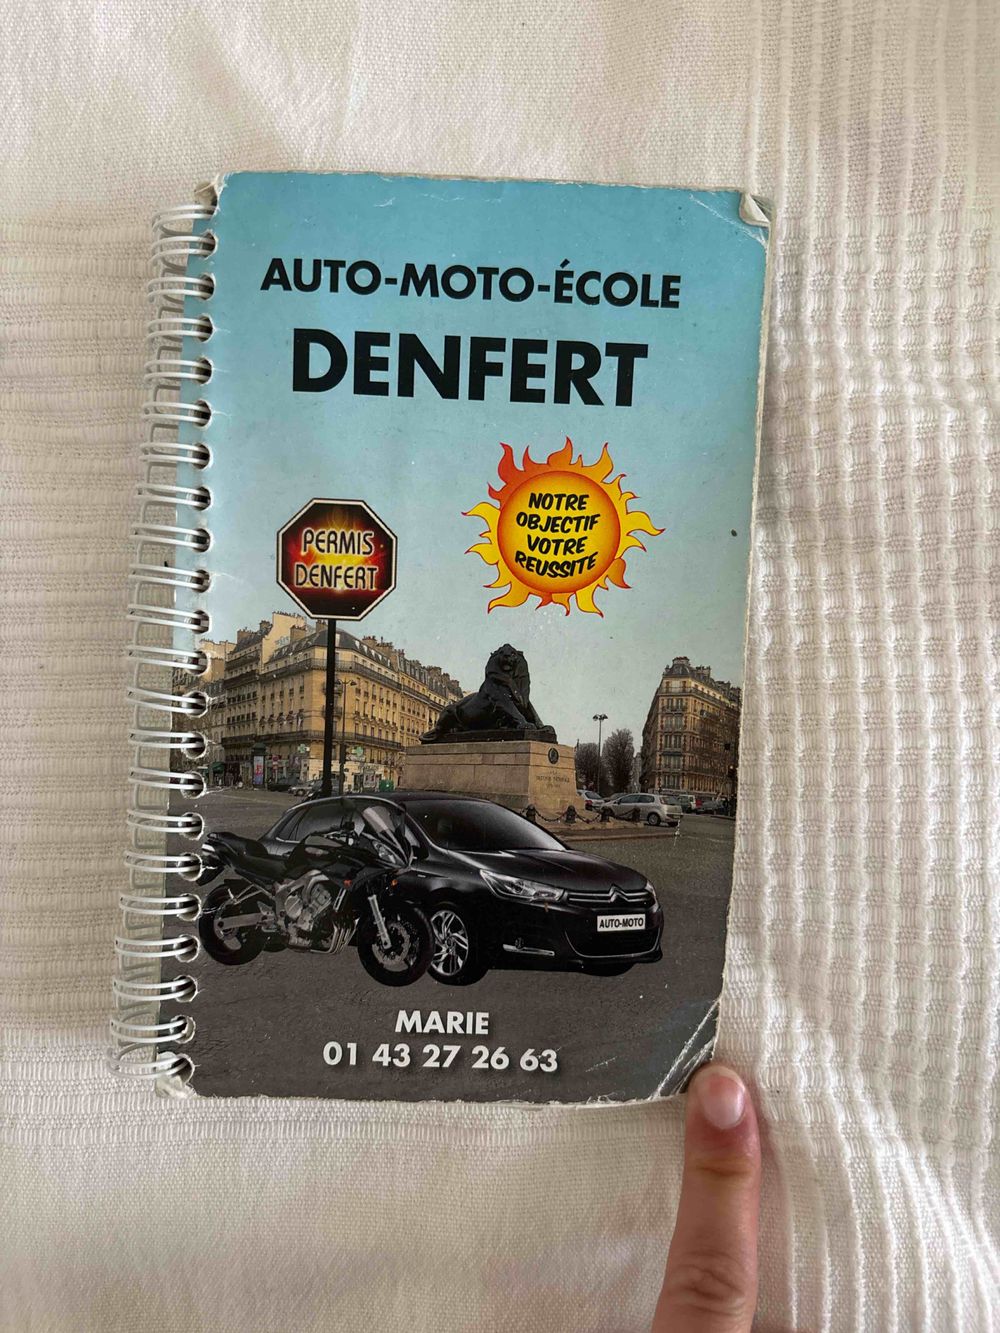 AUTO-MOTO-ÉCOLE
DENFERT
NOTRE
OBJECTIF
VOTRE
REUSSITE
PERMIS
DENFERT
AUTO-MOTO
MARIE
01 43 27 26 63